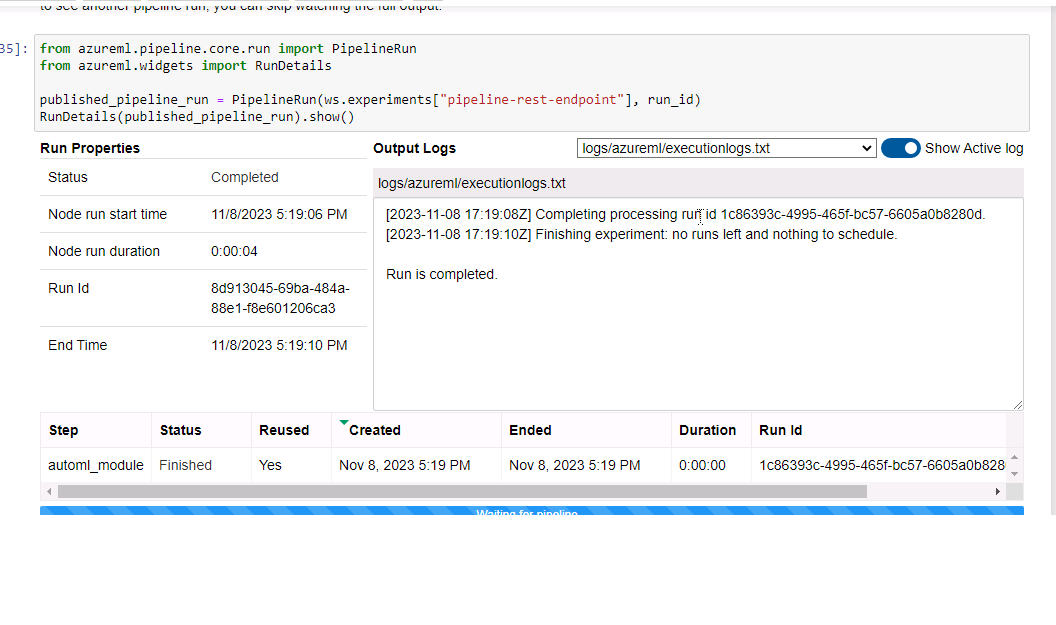 to see another pipeline run, you can skip watching the full output.
35]:
from azureml.pipeline.core.run import PipelineRun
from azureml.widgets import RunDetails
published_pipeline_run = PipelineRun(ws.experiments["pipeline-rest-endpoint"], run_id)
RunDetails(published_pipeline_run).show()
Run Properties
Status Completed
Node run start time 11/8/2023 5:19:06 PM
Node run duration 0:00:04
Run Id 8d913045-69ba-484a-
88e1-f8e601206ca3
End Time 11/8/2023 5:19:10 PM
Output Logs logs/azureml/executionlogs.txt Show Active log
logs/azureml/executionlogs.txt
[2023-11-08 17:19:08Z] Completing processing run id 1c86393c-4995-465f-bc57-6605a0b8280d.
[2023-11-08 17:19:10Z] Finishing experiment: no runs left and nothing to schedule.
Run is completed.
Step Status Reused Created Ended Duration Run Id
automl_module Finished Yes Nov 8, 2023 5:19 PM Nov 8, 2023 5:19 PM 0:00:00 1c86393c-4995-465f-bc57-6605a0b828
Waiting for pipeline